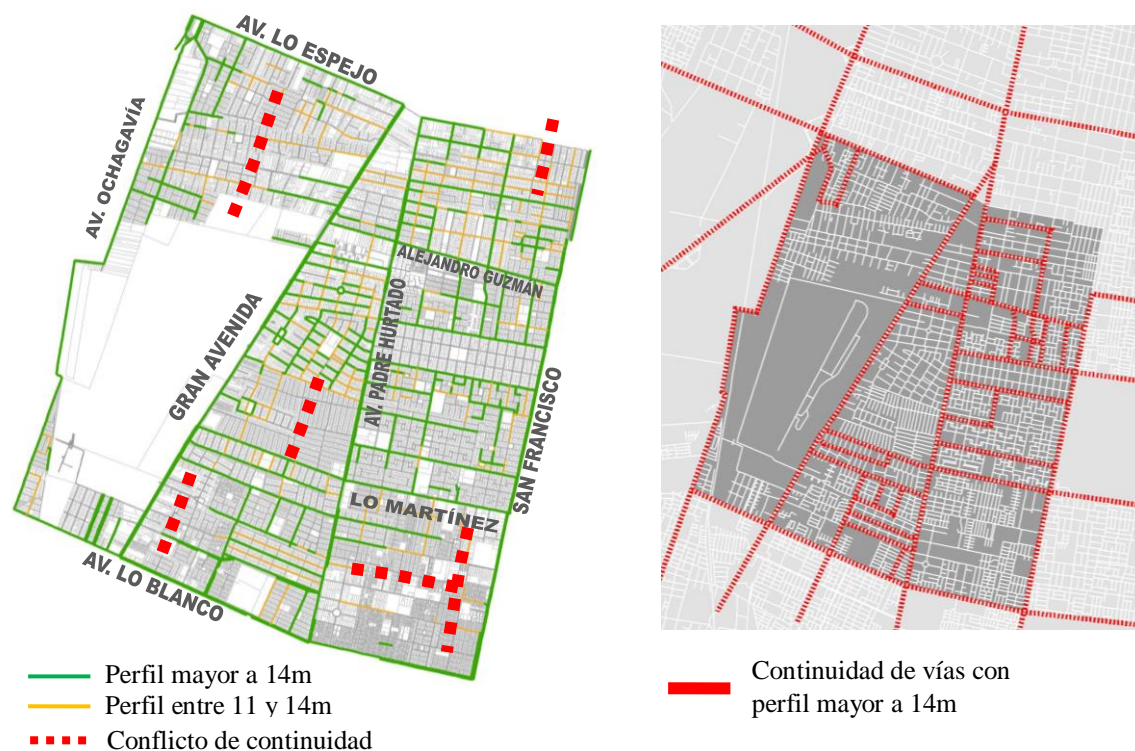 AV. LO ESPEJO
AV. OCHAGAVÍA
ALEJANDRO GUZMÁN
GRAN AVENIDA
AV. PADRE HURTADO
SAN FRANCISCO
LO MARTÍNEZ
AV. LO BLANCO
Perfil mayor a 14m
Perfil entre 11 y 14m
Conflicto de continuidad
Continuidad de vías con
perfil mayor a 14m